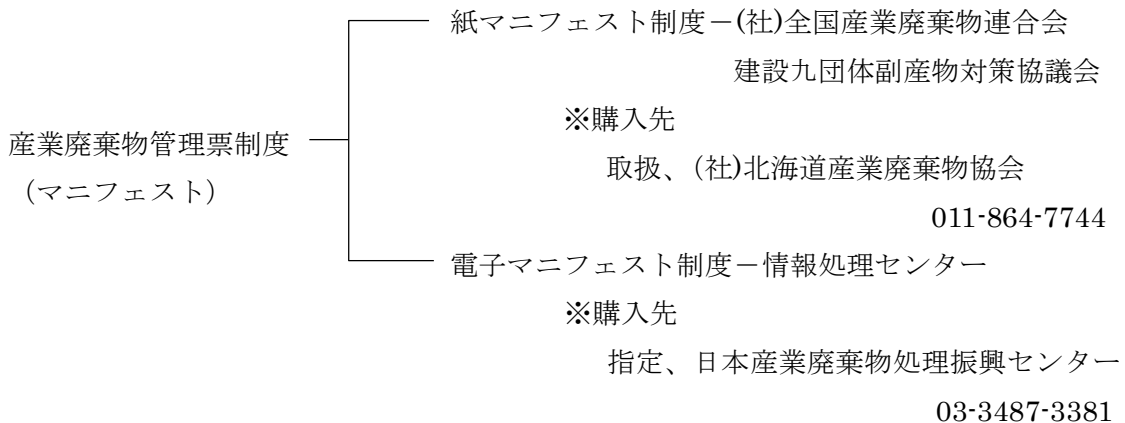 紙マニフェスト制度－(社)全国産業廃棄物連合会
建設九団体副産物対策協議会
※購入先
産業廃棄物管理票制度
取扱、(社)北海道産業廃棄物協会
（マニフェスト）
011-864-7744
電子マニフェスト制度－情報処理センター
※購入先
指定、日本産業廃棄物処理振興センター
03-3487-3381